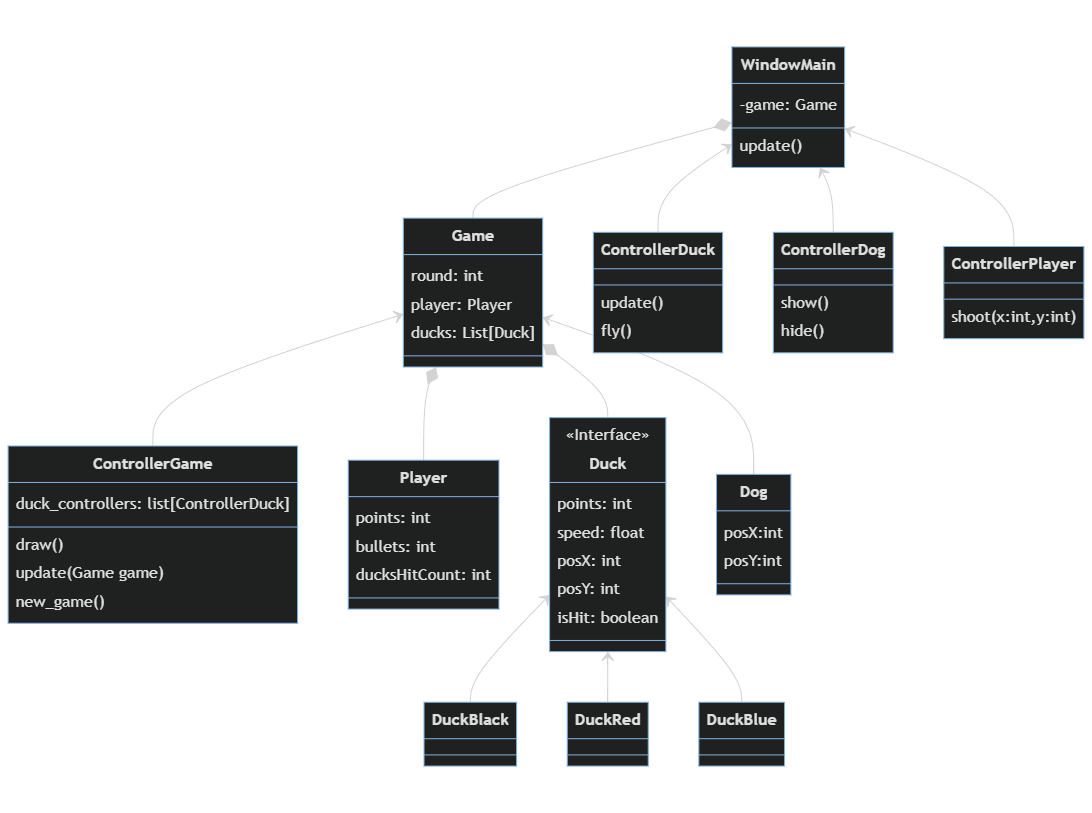 WindowMain
-game: Game
update()
Game
round: int
player: Player
ducks: List[Duck]
ControllerDuck
update()
fly()
ControllerDog
show()
hide()
ControllerPlayer
shoot(x:int,y:int)
ControllerGame
duck_controllers: list[ControllerDuck]
draw()
update(Game game)
new_game()
Player
points: int
bullets: int
ducksHitCount: int
«Interface»
Duck
points: int
speed: float
posX: int
posY: int
isHit: boolean
Dog
posX:int
posY:int
DuckBlack
DuckRed
DuckBlue